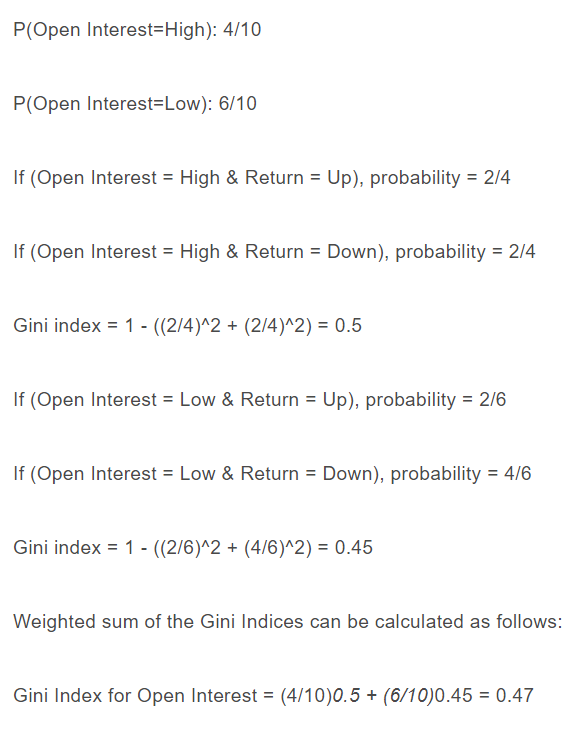 P(Open Interest=High): 4/10
P(Open Interest=Low): 6/10
If (Open Interest = High & Return = Up), probability = 2/4
If (Open Interest = High & Return = Down), probability = 2/4
Gini index = 1 - ((2/4)^2 + (2/4)^2) = 0.5
If (Open Interest = Low & Return = Up), probability = 2/6
If (Open Interest = Low & Return = Down), probability = 4/6
Gini index = 1 - ((2/6)^2 + (4/6)^2) = 0.45
Weighted sum of the Gini Indices can be calculated as follows:
Gini Index for Open Interest = (4/10)0.5 + (6/10)0.45 = 0.47